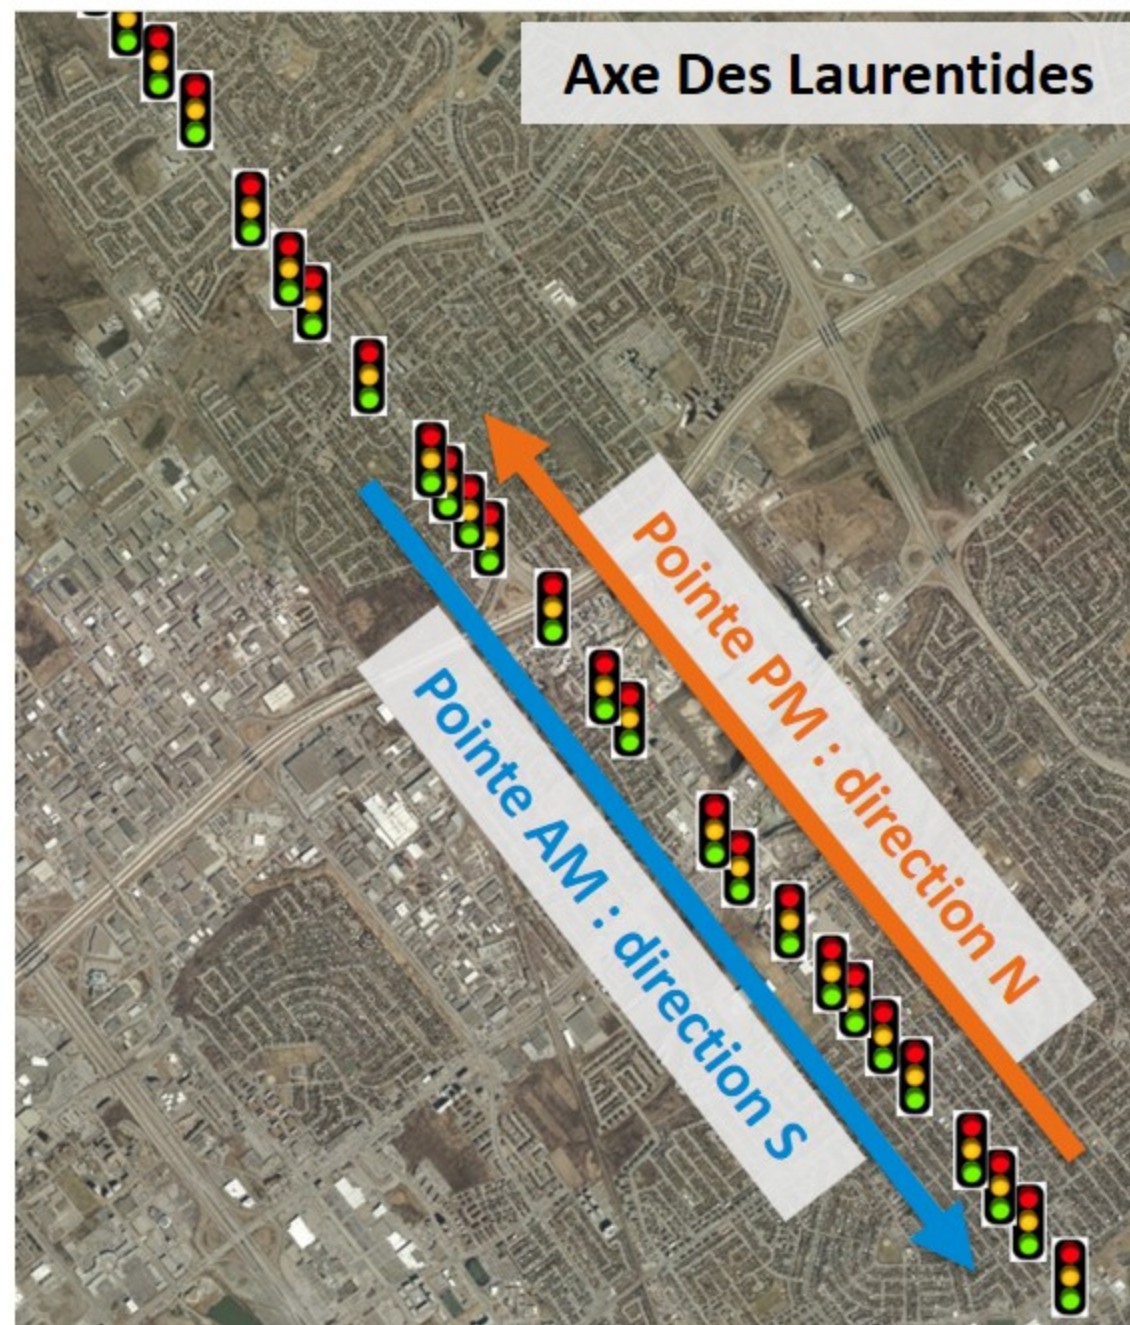 Axe Des Laurentides
Pointe PM : direction N
Pointe AM : direction S